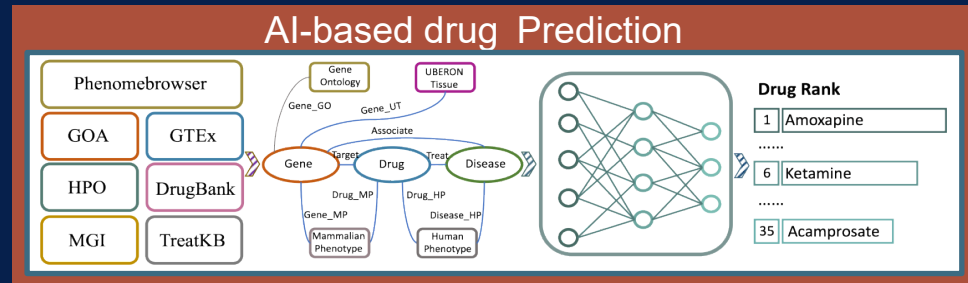 AI-based drug Prediction
Phenomebrowser
GOA
GTEx
HPO
DrugBank
MGI
TreatKB
Gene
Ontology
UBERON
Tissue
Gene_GO
Gene_UT
Associate
Gene
Target
Drug
Treat
Disease
Drug_MP
Drug_HP
Gene_MP
Disease_HP
Mammalian
Phenotype
Human
Phenotype
Drug Rank
1 Amoxapine
......
6 Ketamine
......
35 Acamprosate